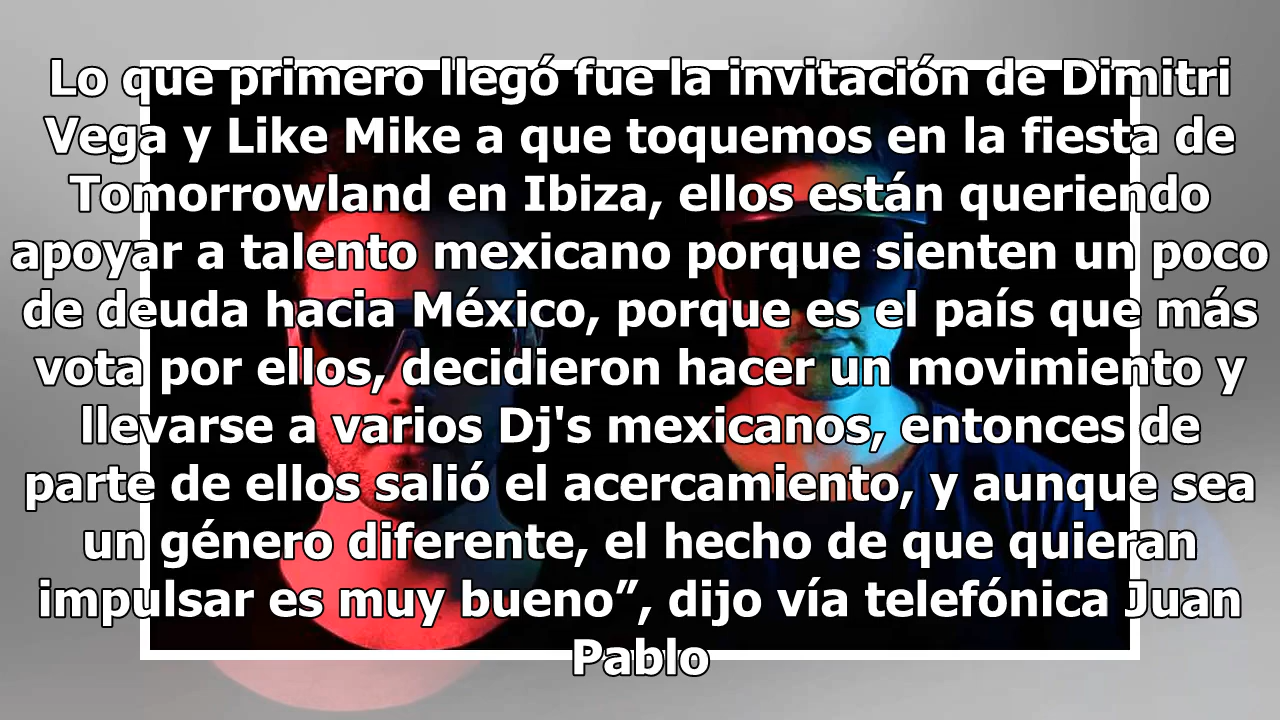 Lo que primero llegó fue la invitación de Dimitri
Vega y Like Mike a que toquemos en la fiesta de
Tomorrowland en Ibiza, ellos están queriendo
apoyar a talento mexicano porque sienten un poco
de deuda hacia México, porque es el país que más
vota por ellos, decidieron hacer un movimiento y
llevarse a varios Dj's mexicanos, entonces de
parte de ellos salió el acercamiento, y aunque sea
un género diferente, el hecho de que quieran
impulsar es muy bueno”, dijo vía telefónica Juan
Pablo